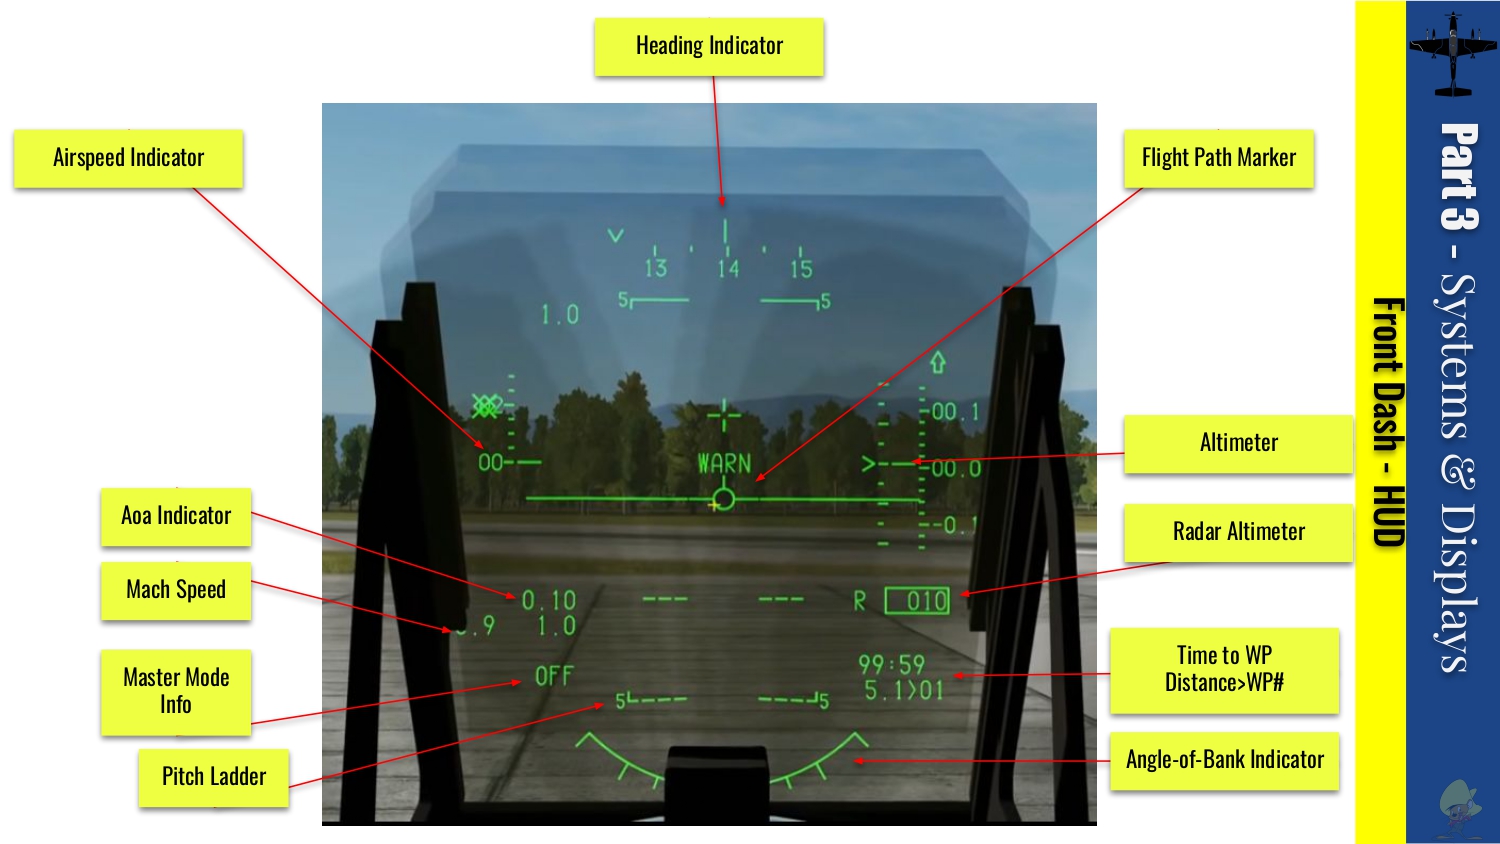 Heading Indicator
Airspeed Indicator
Flight Path Marker
13 14 15
5 5
1.0
00.1
WARN
00
00.0
-0.1
Altimeter
Aoa Indicator
Radar Altimeter
Mach Speed
0.10
R 010
.9 1.0
Master Mode
Info
OFF
99:59
5.1>01
Time to WP
Distance>WP#
5 5
Pitch Ladder
Angle-of-Bank Indicator
Front Dash - HUD
Part 3 - Systems & Displays